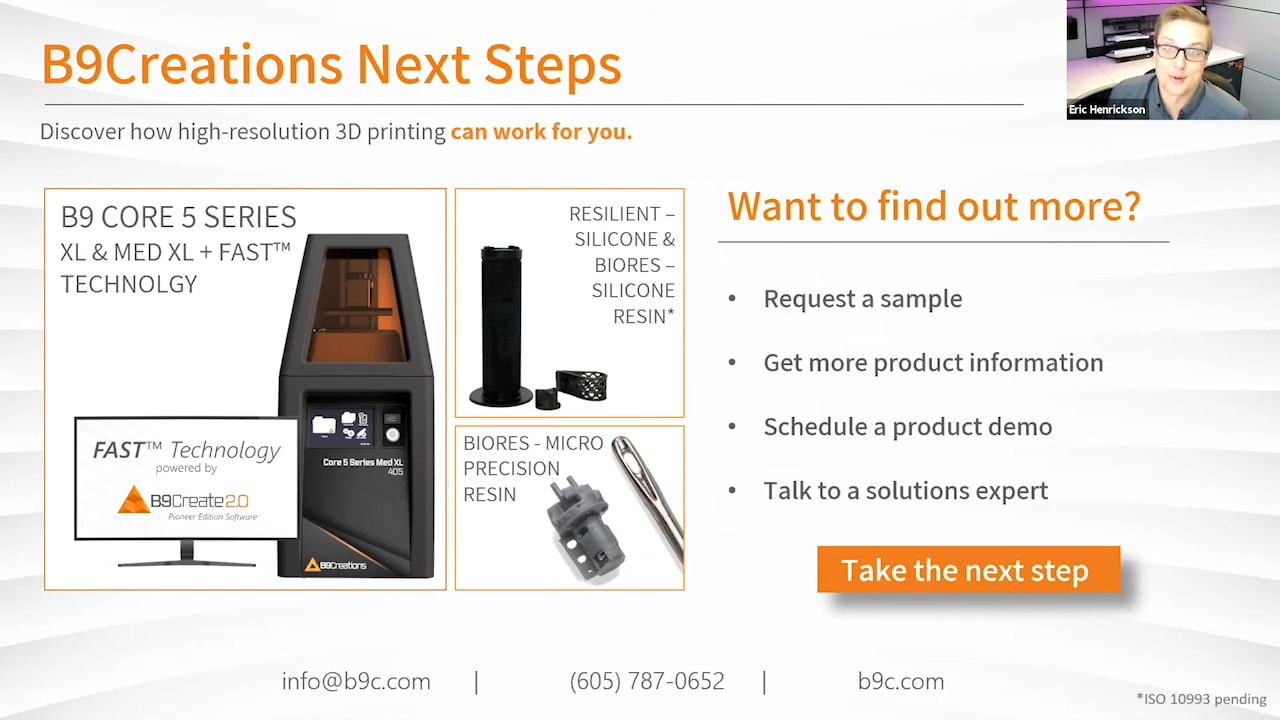 B9Creations Next Steps
Eric Henrickson
Discover how high-resolution 3D printing can work for you.
B9 CORE 5 SERIES
XL & MED XL + FAST™
TECHNOLGY
FAST™ Technology
powered by
B9Create 2.0
Pioneer Edition Software
Core 5 Series Med XL
405
B9Creations
RESILIENT –
SILICONE &
BIORES –
SILICONE
RESIN*
BIORES - MICRO
PRECISION
RESIN
Want to find out more?
• Request a sample
• Get more product information
• Schedule a product demo
• Talk to a solutions expert
Take the next step
info@b9c.com | (605) 787-0652 | b9c.com
*ISO 10993 pending